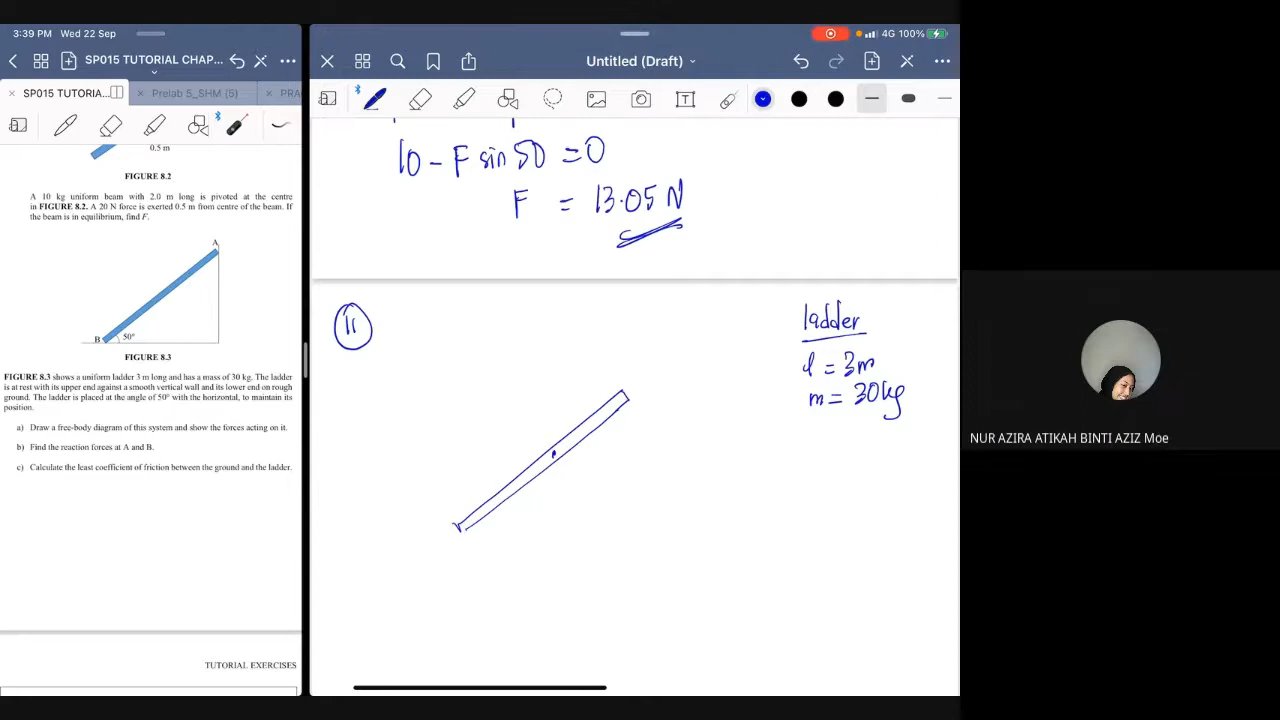 3:39 PM Wed 22 Sep
SP015 TUTORIAL CHAP...
SP015 TUTORIA...
Prelab 5_SHM (5)
PRA
0.5 m
FIGURE 8.2
A 10 kg uniform beam with 2.0 m long is pivoted at the centre
in FIGURE 8.2. A 20 N force is exerted 0.5 m from centre of the beam. If
the beam is in equilibrium, find F.
A
B
50°
FIGURE 8.3
FIGURE 8.3 shows a uniform ladder 3 m long and has a mass of 30 kg. The ladder
is at rest with its upper end against a smooth vertical wall and its lower end on rough
ground. The ladder is placed at the angle of 50° with the horizontal, to maintain its
position.
a) Draw a free-body diagram of this system and show the forces acting on it.
b) Find the reaction forces at A and B.
c) Calculate the least coefficient of friction between the ground and the ladder.
TUTORIAL EXERCISES
4G 100%
Untitled (Draft)
10 - F sin 50 = 0
F = 13.05 N
11
ladder
l = 3m
m = 30kg
NUR AZIRA ATIKAH BINTI AZIZ Moe